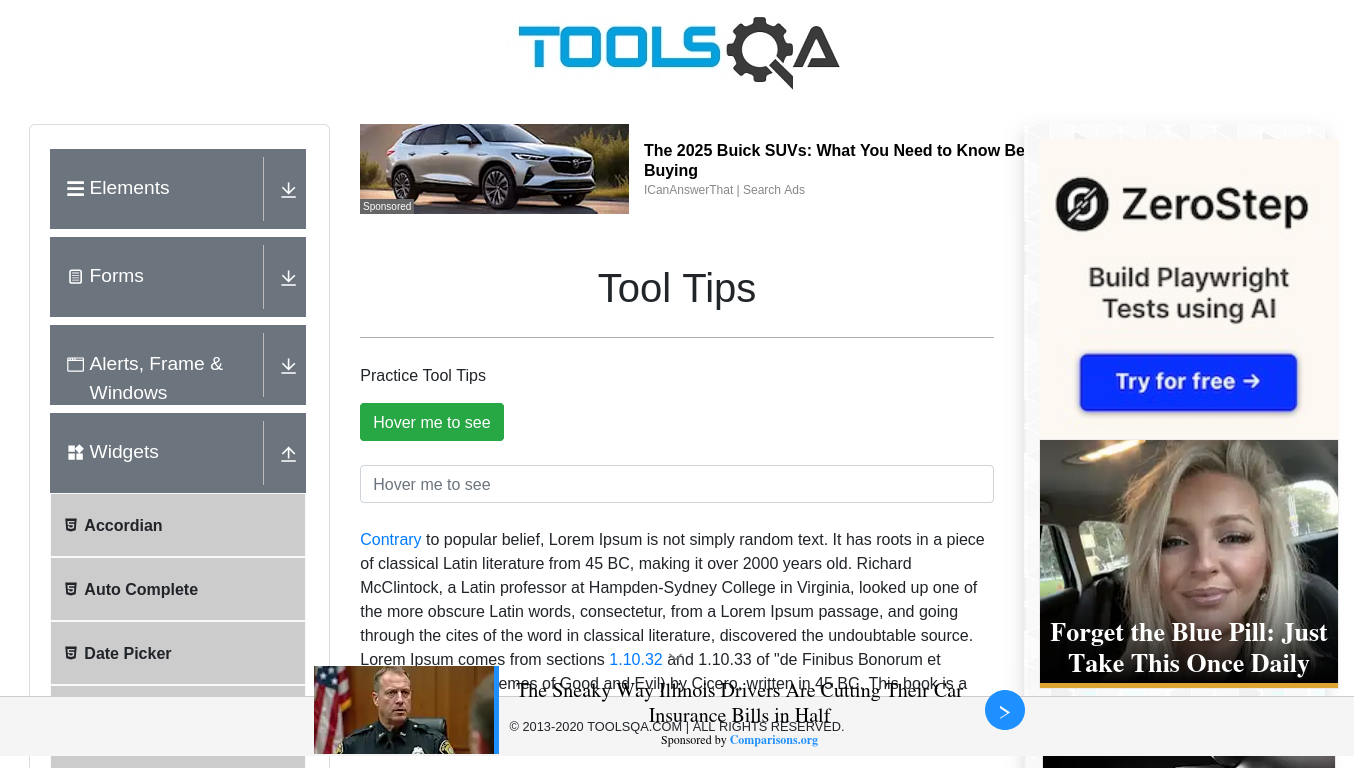 TOOLSQA
Elements
Forms
Alerts, Frame &
Windows
Widgets
Accordian
Auto Complete
Date Picker
Sponsored
The 2025 Buick SUVs: What You Need to Know Be
Buying
ICanAnswerThat | Search Ads
Tool Tips
Practice Tool Tips
Hover me to see
Hover me to see
Contrary to popular belief, Lorem Ipsum is not simply random text. It has roots in a piece
of classical Latin literature from 45 BC, making it over 2000 years old. Richard
McClintock, a Latin professor at Hampden-Sydney College in Virginia, looked up one of
the more obscure Latin words, consectetur, from a Lorem Ipsum passage, and going
through the cites of the word in classical literature, discovered the undoubtable source.
Lorem Ipsum comes from sections 1.10.32 and 1.10.33 of "de Finibus Bonorum et
emes of Good and Evil) by Cicero, written in 45 BC. This book is a
The Sneaky Way Illinois Drivers Are Cutting Their Car
Insurance Bills in Half
© 2013-2020 TOOLSQA.COM | ALL RIGHTS RESERVED.
Sponsored by Comparisons.org
ZeroStep
Build Playwright
Tests using AI
Try for free →
Forget the Blue Pill: Just
Take This Once Daily